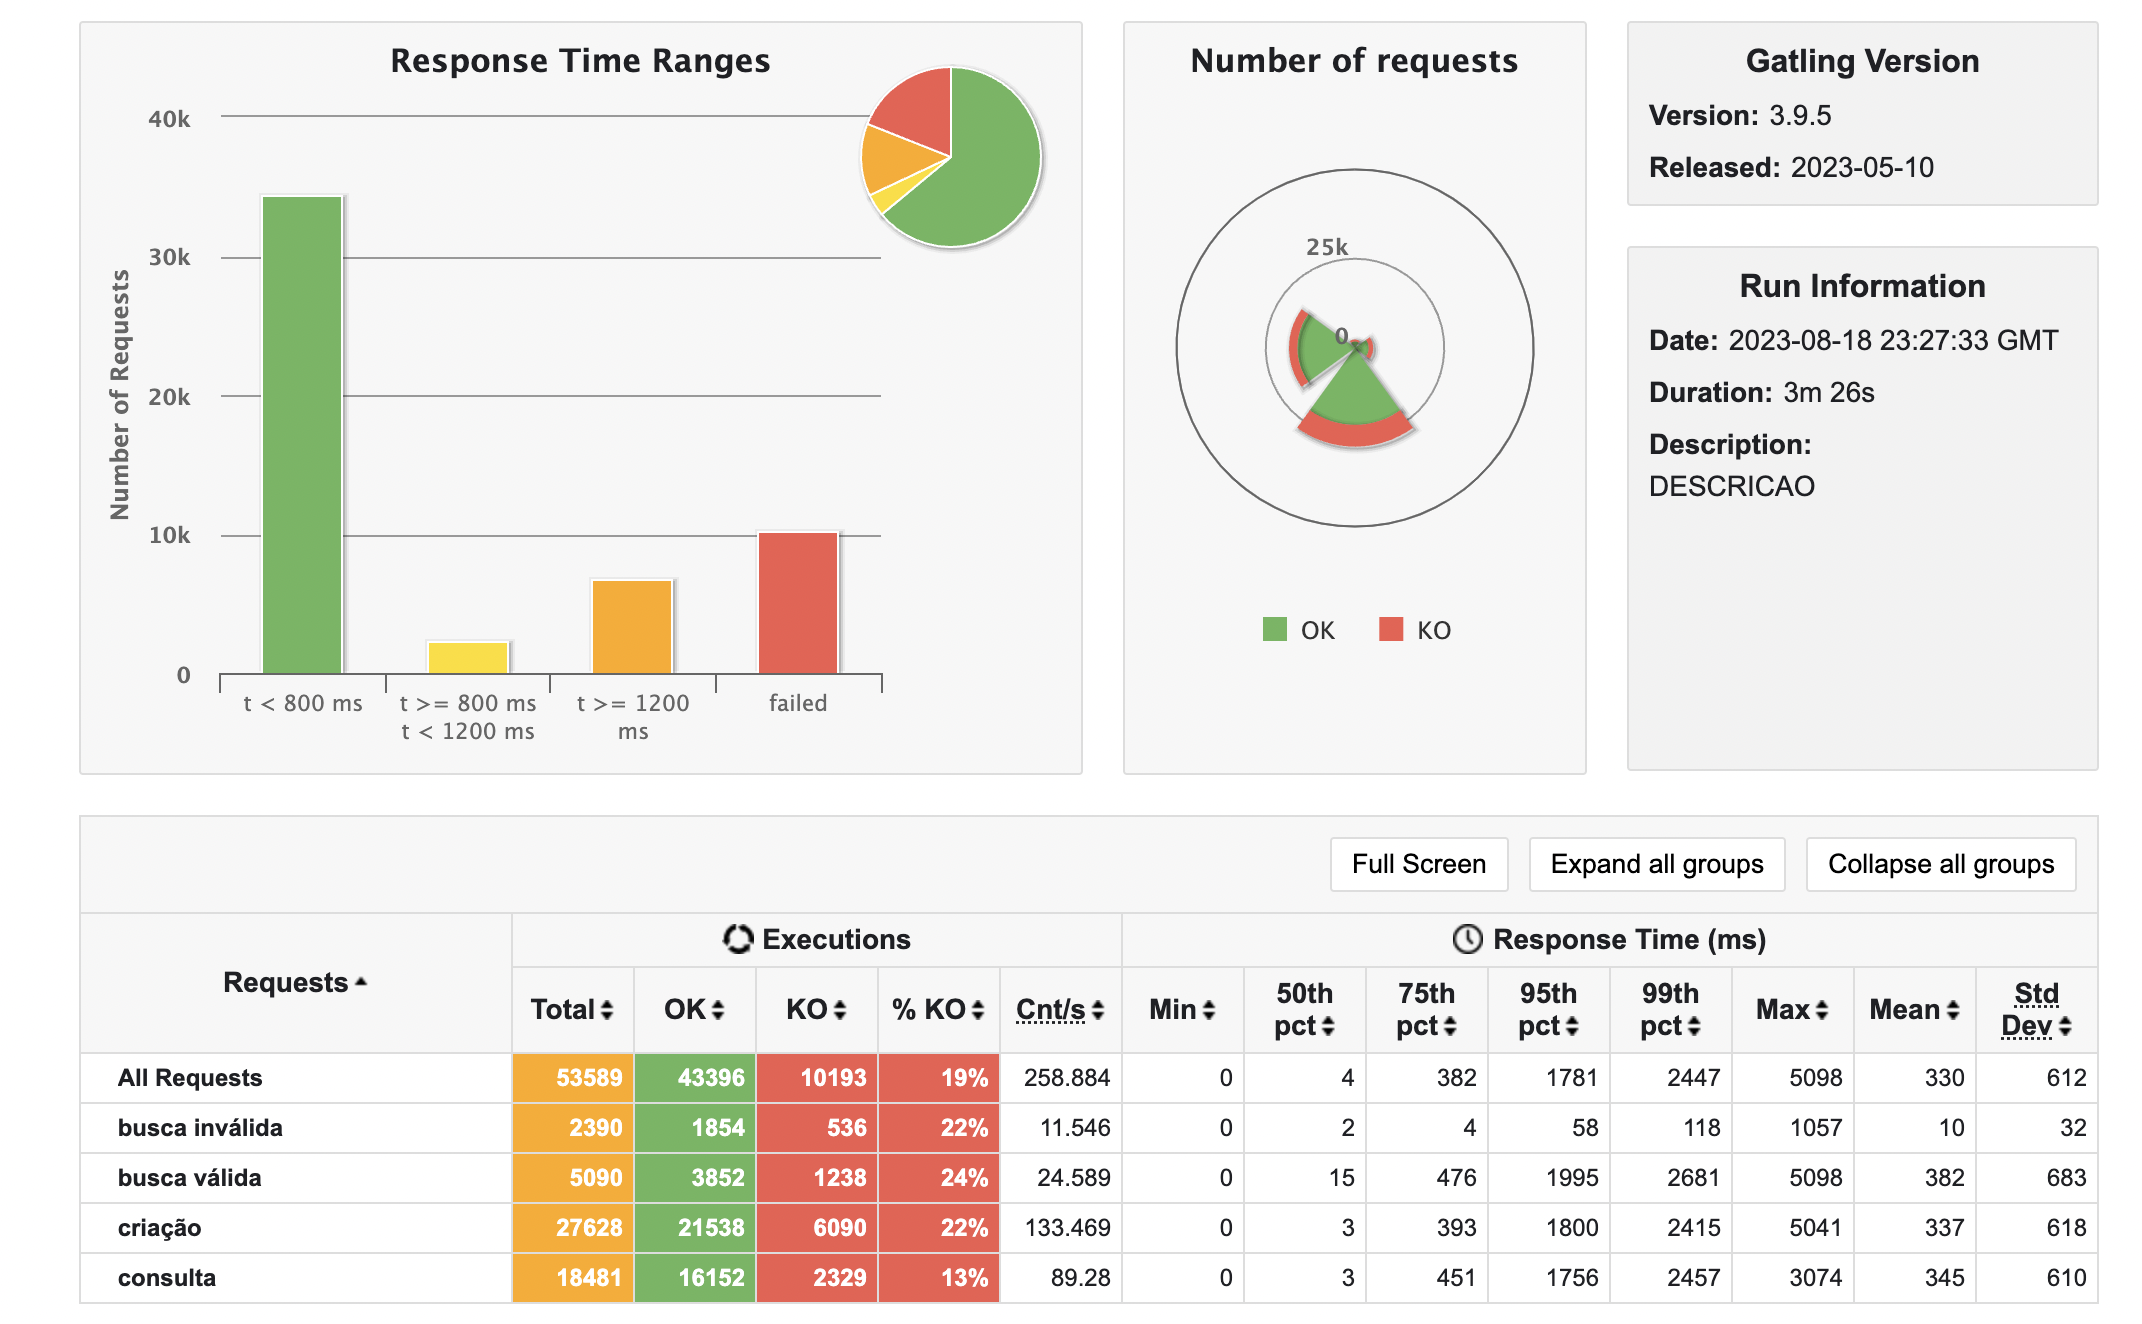 Response Time Ranges
40k
30k
20k
10k
0
Number of Requests
t < 800 ms
t >= 800 ms
t < 1200 ms
t >= 1200
ms
failed
Number of requests
25k
0
OK
KO
Gatling Version
Version: 3.9.5
Released: 2023-05-10
Run Information
Date: 2023-08-18 23:27:33 GMT
Duration: 3m 26s
Description:
DESCRICAO
Full Screen Expand all groups Collapse all groups
Requests Executions Response Time (ms)
Total OK KO % KO Cnt/s Min 50th pct 75th pct 95th pct 99th pct Max Mean Std Dev
All Requests 53589 43396 10193 19% 258.884 0 4 382 1781 2447 5098 330 612
busca inválida 2390 1854 536 22% 11.546 0 2 4 58 118 1057 10 32
busca válida 5090 3852 1238 24% 24.589 0 15 476 1995 2681 5098 382 683
criação 27628 21538 6090 22% 133.469 0 3 393 1800 2415 5041 337 618
consulta 18481 16152 2329 13% 89.28 0 3 451 1756 2457 3074 345 610